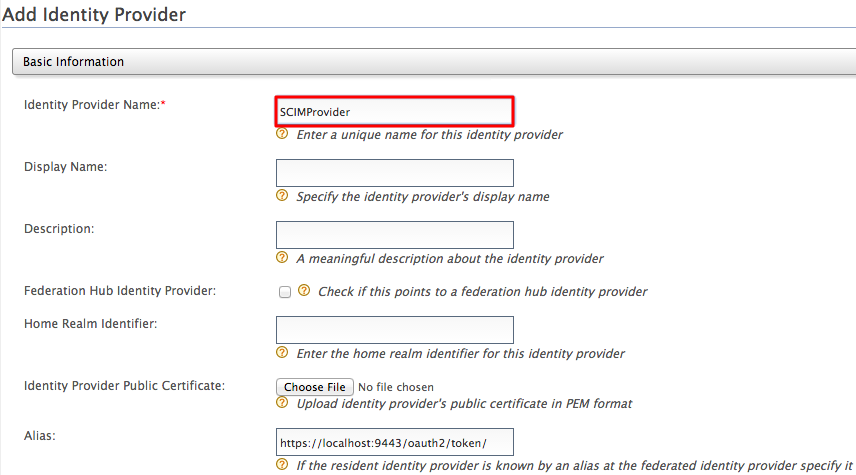 Add Identity Provider
Basic Information
Identity Provider Name:*
SCIMProvider
? Enter a unique name for this identity provider
Display Name:
? Specify the identity provider's display name
Description:
? A meaningful description about the identity provider
Federation Hub Identity Provider:
? Check if this points to a federation hub identity provider
Home Realm Identifier:
? Enter the home realm identifier for this identity provider
Identity Provider Public Certificate:
Choose File No file chosen
? Upload identity provider's public certificate in PEM format
Alias:
https://localhost:9443/oauth2/token/
? If the resident identity provider is known by an alias at the federated identity provider specify it